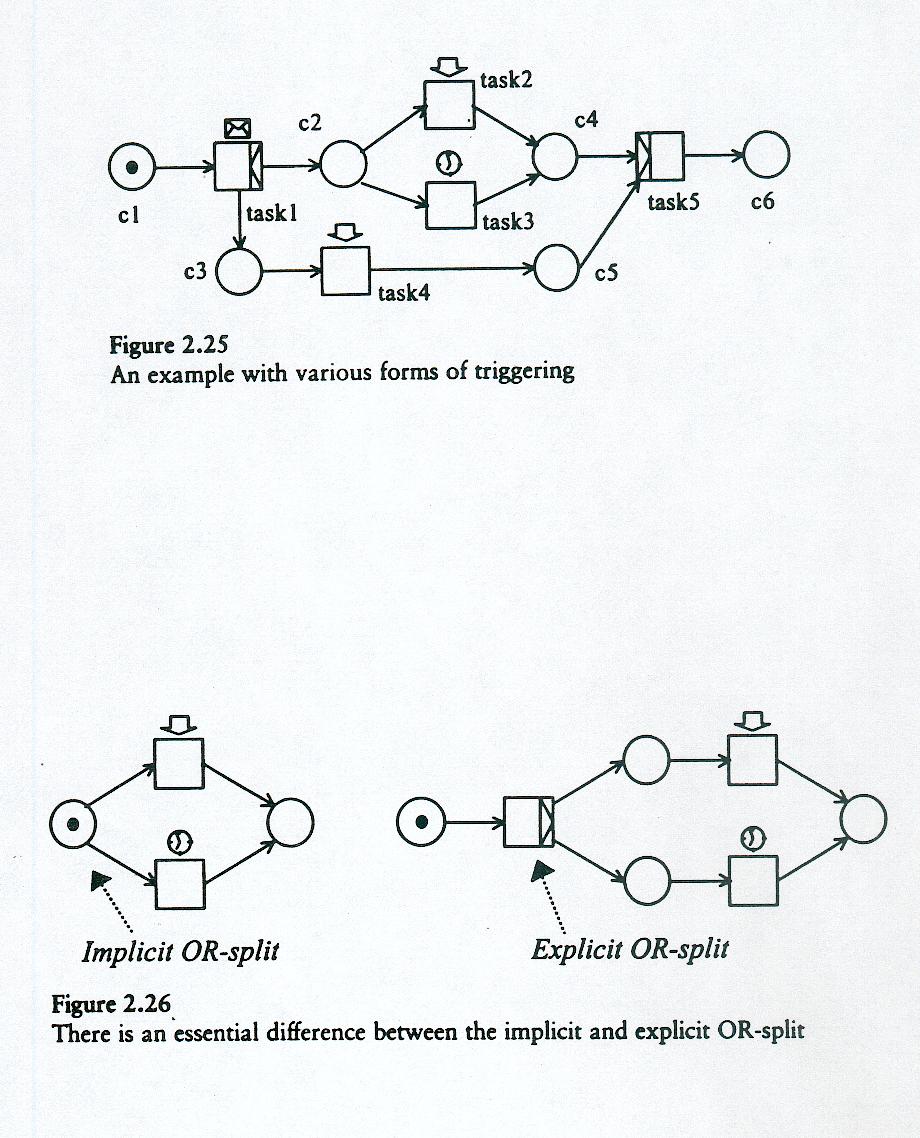 task2
c2
c4
c1
task1
task3
task5
c6
c3
task4
c5
Figure 2.25
An example with various forms of triggering
Implicit OR-split
Explicit OR-split
Figure 2.26
There is an essential difference between the implicit and explicit OR-split